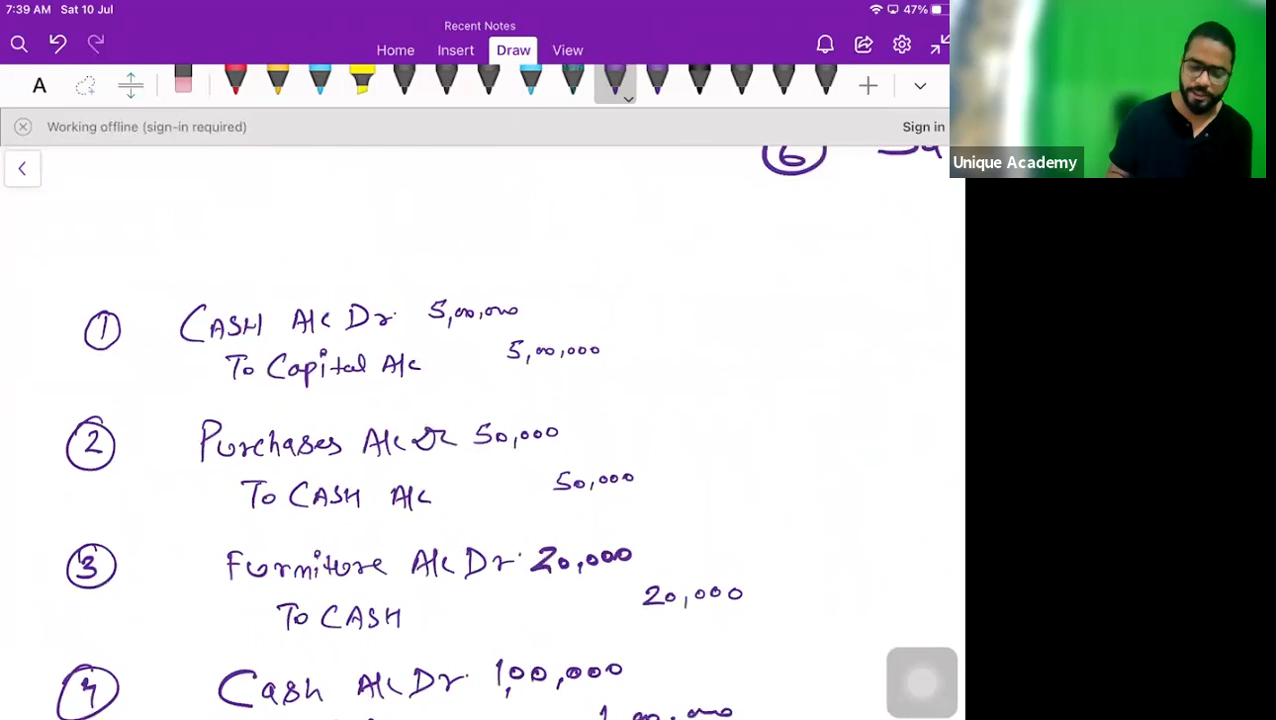 7:39 AM Sat 10 Jul
47%
Recent Notes
Home Insert Draw View
A
Working offline (sign-in required)
Sign in
Unique Academy
6
1 CASH A/c Dr. 5,00,000
To Capital A/c 5,00,000
2 Purchases A/c Dr 50,000
To CASH A/c 50,000
3 Furniture A/c Dr. 20,000
To CASH 20,000
4 Cash A/c Dr. 1,00,000
1,00,000